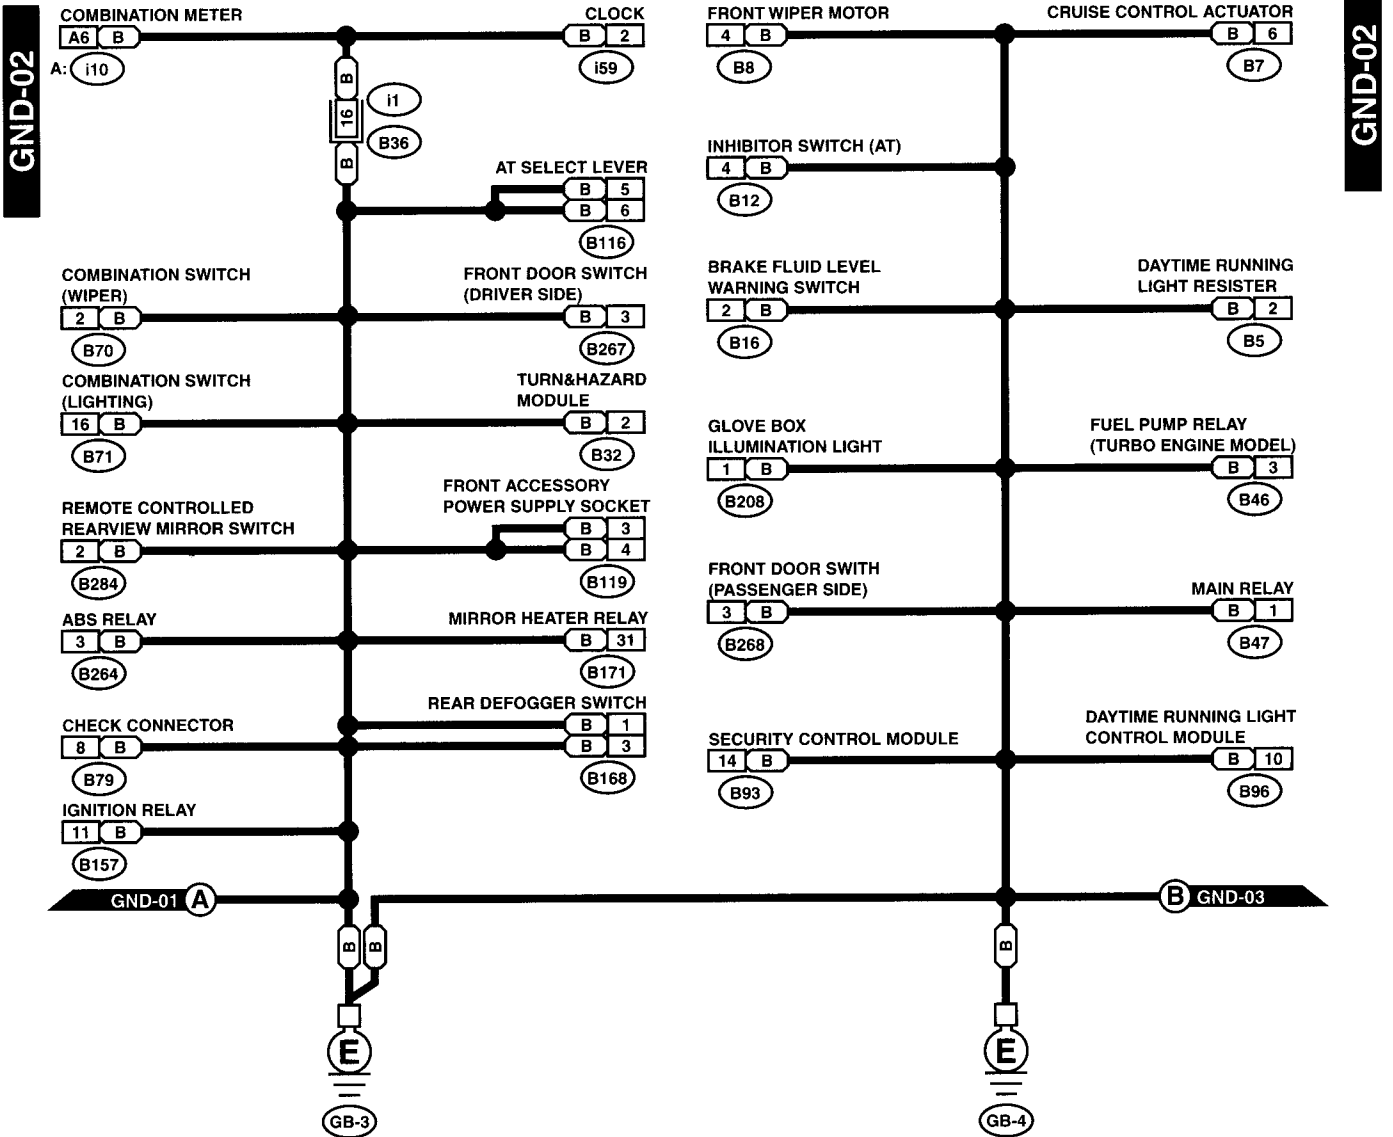 GND-02
COMBINATION METER
A6 B
A: i10
CLOCK
B 2
i59
B
16
B
i1
B36
AT SELECT LEVER
B 5
B 6
B116
COMBINATION SWITCH
(WIPER)
2 B
B70
FRONT DOOR SWITCH
(DRIVER SIDE)
B 3
B267
COMBINATION SWITCH
(LIGHTING)
16 B
B71
TURN&HAZARD
MODULE
B 2
B32
REMOTE CONTROLLED
REARVIEW MIRROR SWITCH
2 B
B284
FRONT ACCESSORY
POWER SUPPLY SOCKET
B 3
B 4
B119
ABS RELAY
3 B
B264
MIRROR HEATER RELAY
B 31
B171
REAR DEFOGGER SWITCH
B 1
B 3
B168
CHECK CONNECTOR
8 B
B79
IGNITION RELAY
11 B
B157
GND-01 A
B B
E
GB-3
FRONT WIPER MOTOR
4 B
B8
CRUISE CONTROL ACTUATOR
B 6
B7
GND-02
INHIBITOR SWITCH (AT)
4 B
B12
BRAKE FLUID LEVEL
WARNING SWITCH
2 B
B16
DAYTIME RUNNING
LIGHT RESISTER
B 2
B5
GLOVE BOX
ILLUMINATION LIGHT
1 B
B208
FUEL PUMP RELAY
(TURBO ENGINE MODEL)
B 3
B46
FRONT DOOR SWITH
(PASSENGER SIDE)
3 B
B268
MAIN RELAY
B 1
B47
SECURITY CONTROL MODULE
14 B
B93
DAYTIME RUNNING LIGHT
CONTROL MODULE
B 10
B96
B GND-03
B
E
GB-4